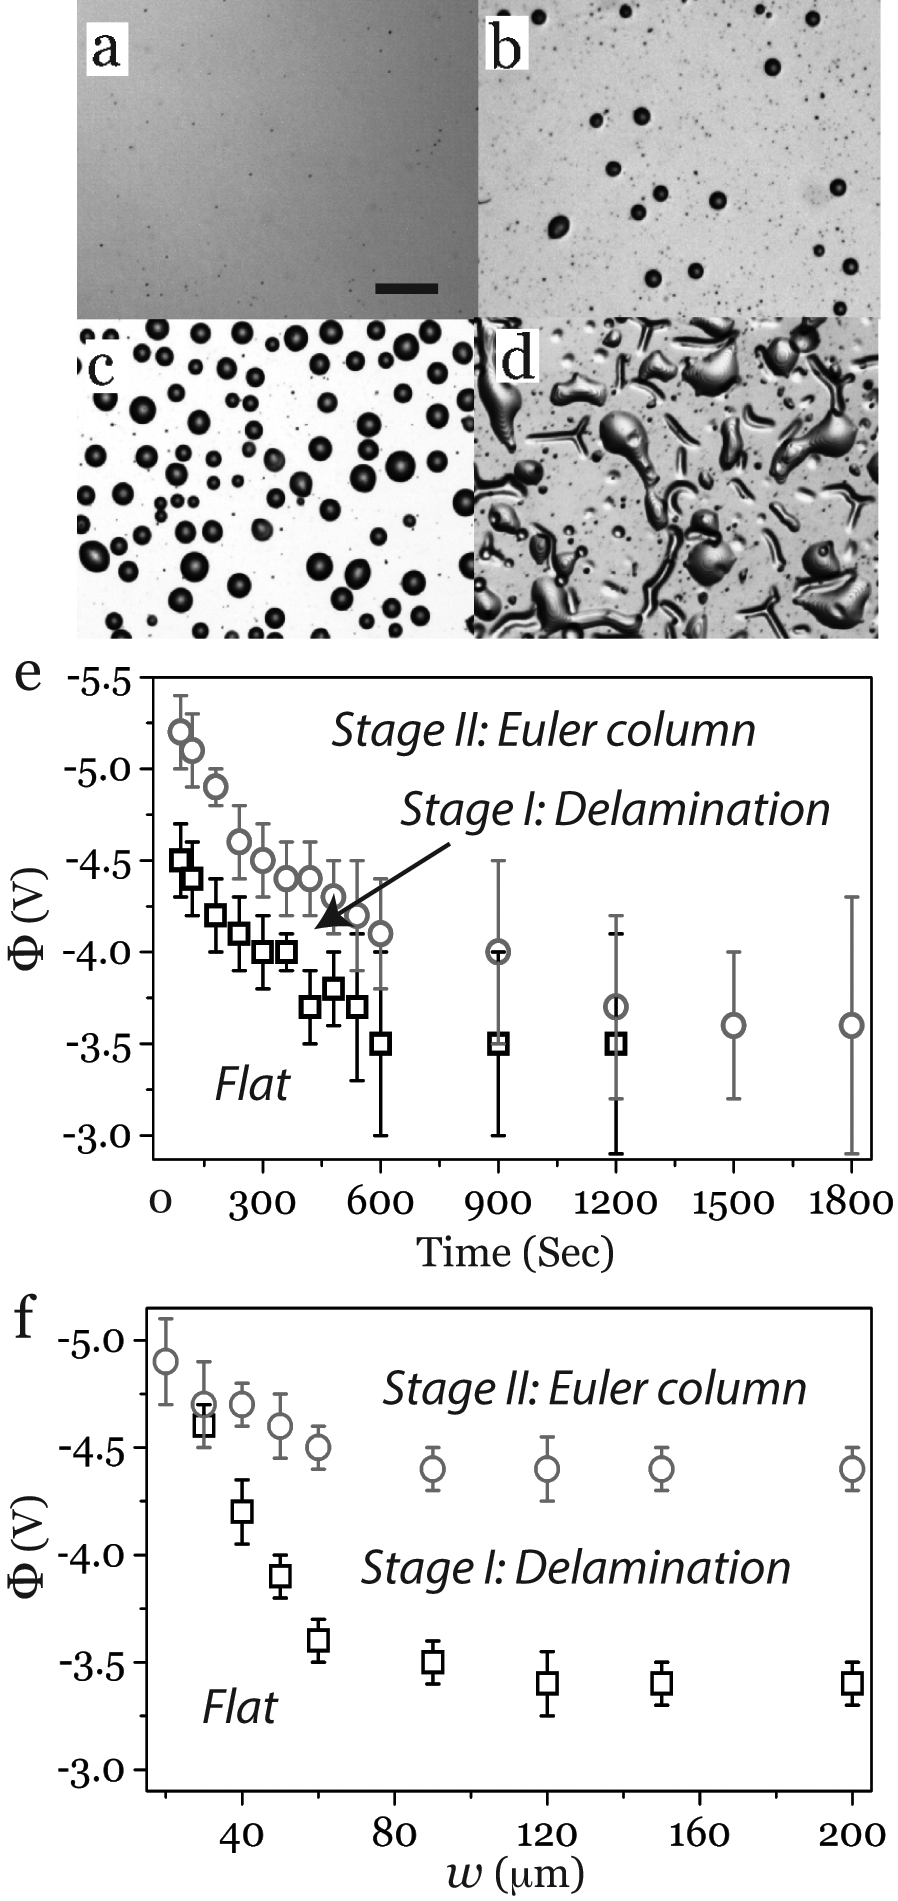 a
b
c
d
e
-5.5
-5.0
-4.5
-4.0
-3.5
-3.0
Φ (V)
Stage II: Euler column
Stage I: Delamination
Flat
0 300 600 900 1200 1500 1800
Time (Sec)
f
-5.0
-4.5
-4.0
-3.5
-3.0
Φ (V)
Stage II: Euler column
Stage I: Delamination
Flat
40 80 120 160 200
w (μm)